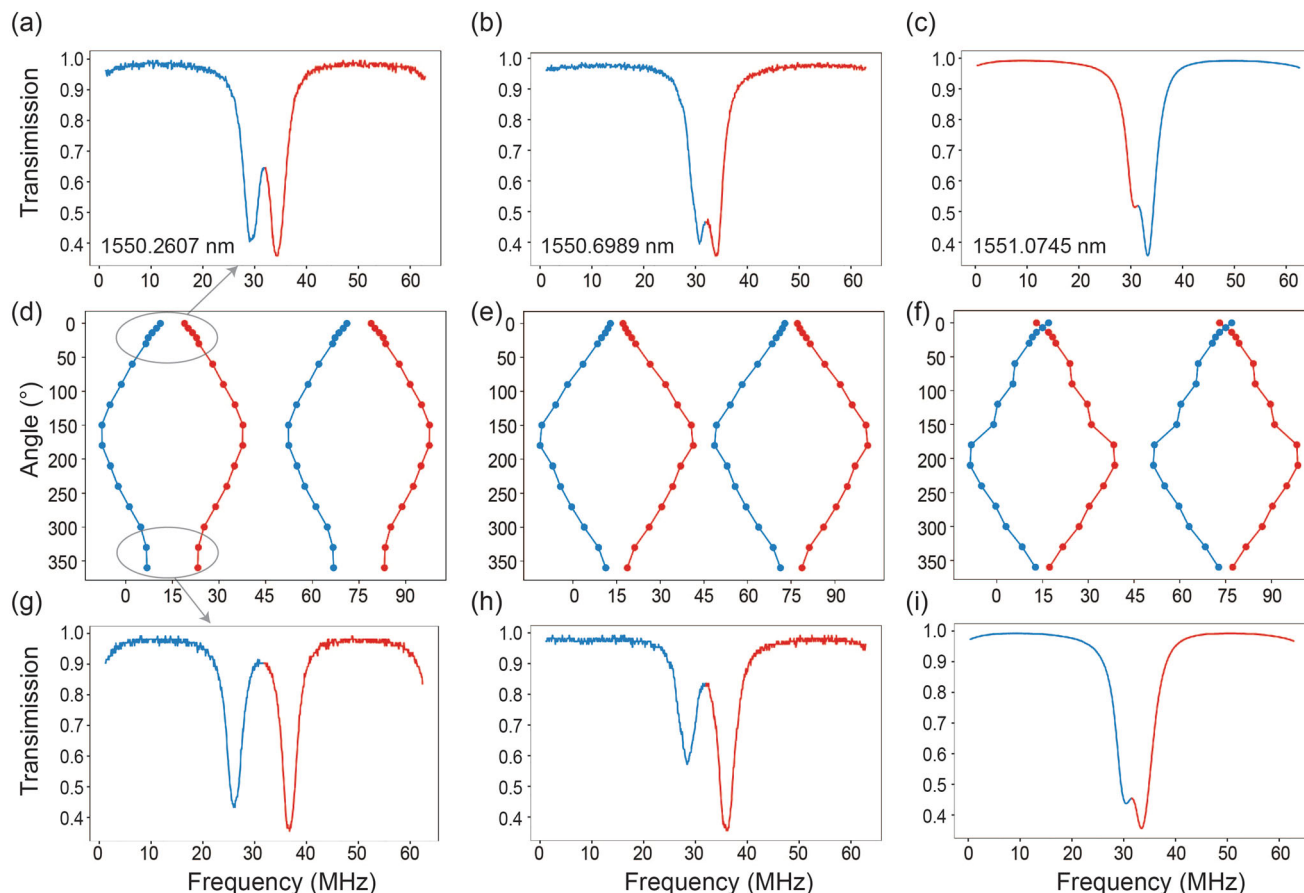 (a) (b) (c)
Transimission
1.0 0.9 0.8 0.7 0.6 0.5 0.4
1550.2607 nm
0 10 20 30 40 50 60
1.0 0.9 0.8 0.7 0.6 0.5 0.4
1550.6989 nm
0 10 20 30 40 50 60
1.0 0.9 0.8 0.7 0.6 0.5 0.4
1551.0745 nm
0 10 20 30 40 50 60
(d) (e) (f)
Angle (°)
0 50 100 150 200 250 300 350
0 15 30 45 60 75 90
0 50 100 150 200 250 300 350
0 15 30 45 60 75 90
0 50 100 150 200 250 300 350
0 15 30 45 60 75 90
(g) (h) (i)
Transimission
1.0 0.9 0.8 0.7 0.6 0.5 0.4
0 10 20 30 40 50 60
Frequency (MHz)
1.0 0.9 0.8 0.7 0.6 0.5 0.4
0 10 20 30 40 50 60
Frequency (MHz)
1.0 0.9 0.8 0.7 0.6 0.5 0.4
0 10 20 30 40 50 60
Frequency (MHz)